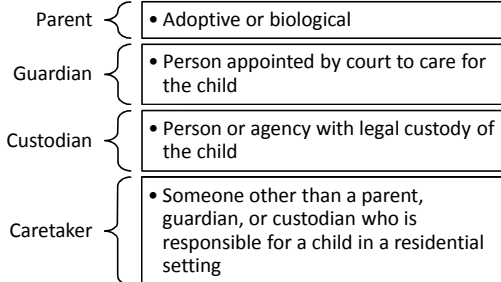 Parent
• Adoptive or biological
Guardian
• Person appointed by court to care for
the child
Custodian
• Person or agency with legal custody of
the child
Caretaker
• Someone other than a parent,
guardian, or custodian who is
responsible for a child in a residential
setting